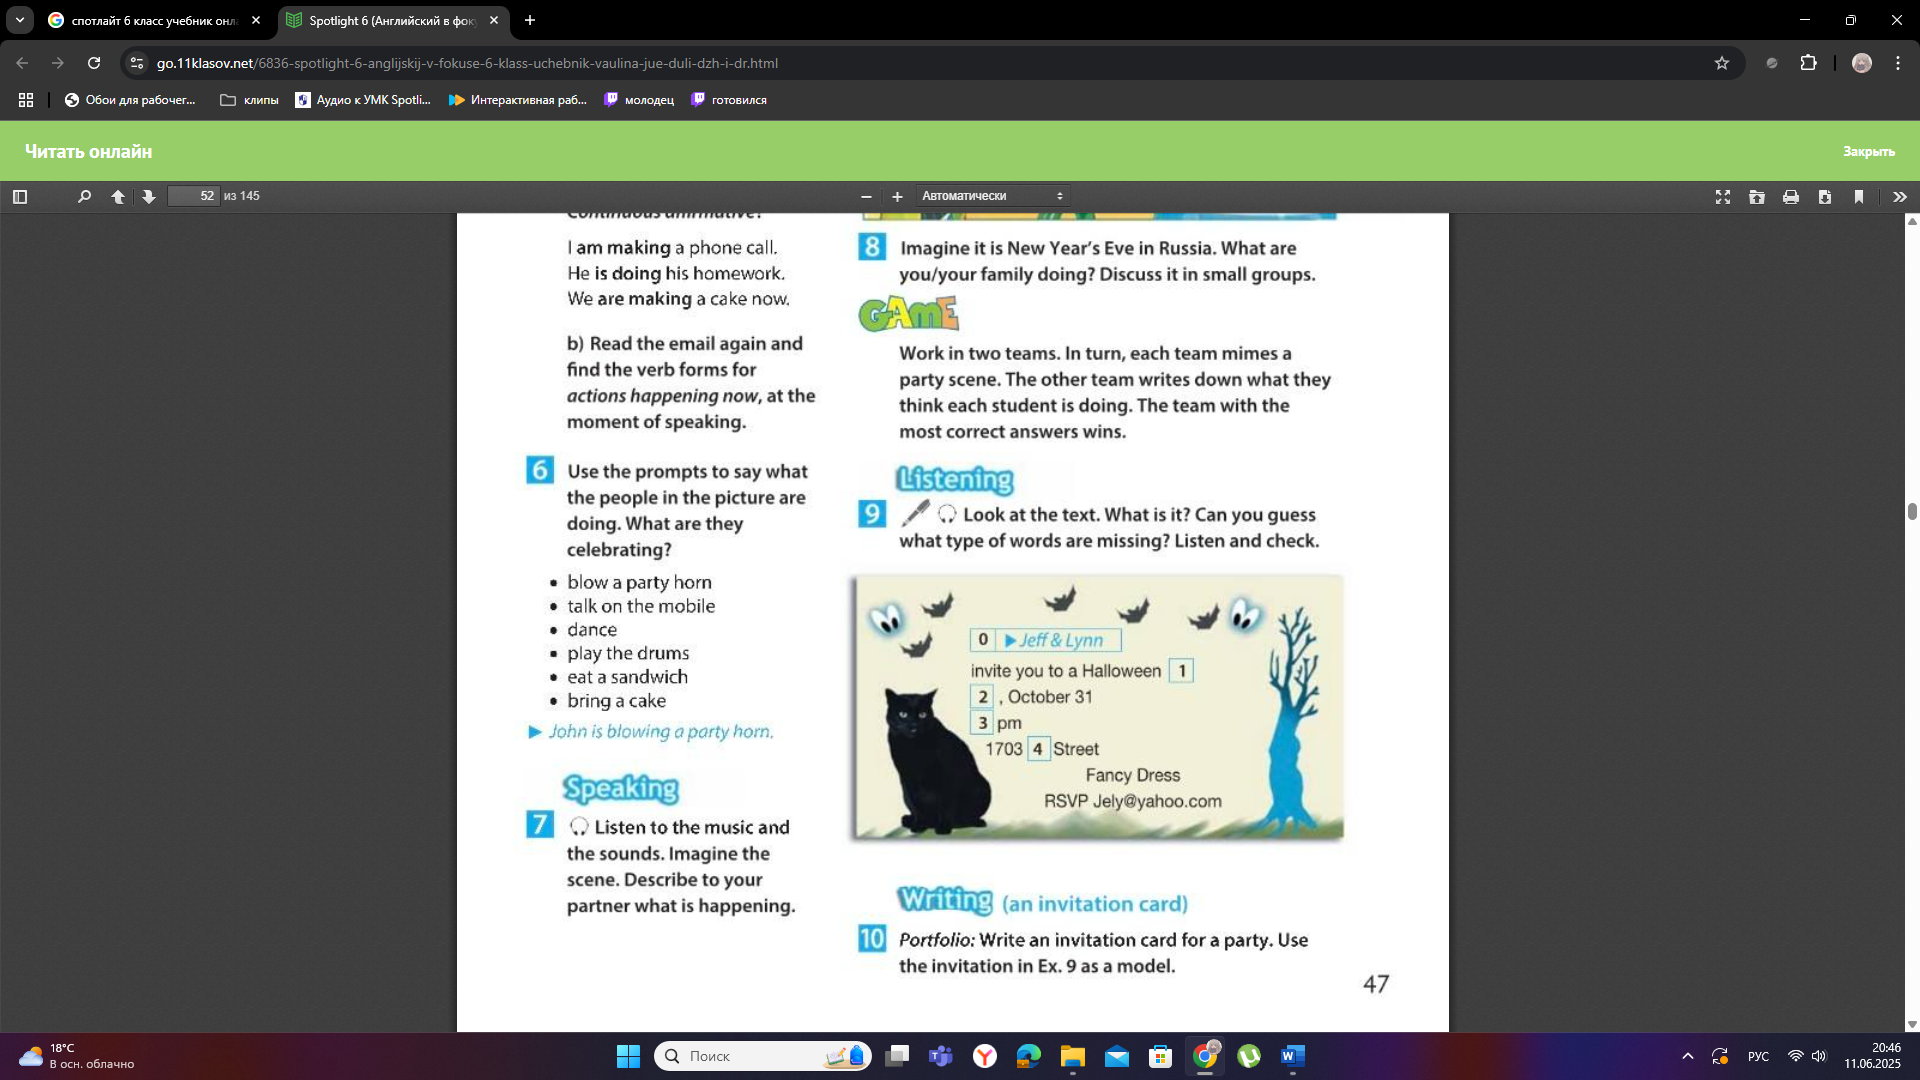 спотлайт 6 класс учебник онл
Spotlight 6 (Английский в фок
go.11klasov.net/6836-spotlight-6-anglijskij-v-fokuse-6-klass-uchebnik-vaulina-jue-duli-dzh-i-dr.html
Обои для рабочег... клипы Аудио к УМК Spotli... Интерактивная раб... молодец готовился
Читать онлайн
Закрыть
52 из 145
Автоматически
Continuous affirmative?
I am making a phone call.
He is doing his homework.
We are making a cake now.
b) Read the email again and
find the verb forms for
actions happening now, at the
moment of speaking.
6 Use the prompts to say what
the people in the picture are
doing. What are they
celebrating?
• blow a party horn
• talk on the mobile
• dance
• play the drums
• eat a sandwich
• bring a cake
▶ John is blowing a party horn.
Speaking
7 Listen to the music and
the sounds. Imagine the
scene. Describe to your
partner what is happening.
8 Imagine it is New Year's Eve in Russia. What are
you/your family doing? Discuss it in small groups.
GAmE
Work in two teams. In turn, each team mimes a
party scene. The other team writes down what they
think each student is doing. The team with the
most correct answers wins.
Listening
9 Look at the text. What is it? Can you guess
what type of words are missing? Listen and check.
0 ▶ Jeff & Lynn
invite you to a Halloween 1
2 , October 31
3 pm
1703 4 Street
Fancy Dress
RSVP Jely@yahoo.com
Writing (an invitation card)
10 Portfolio: Write an invitation card for a party. Use
the invitation in Ex. 9 as a model.
47
18°C
В осн. облачно
Поиск
РУС
20:46
11.06.2025